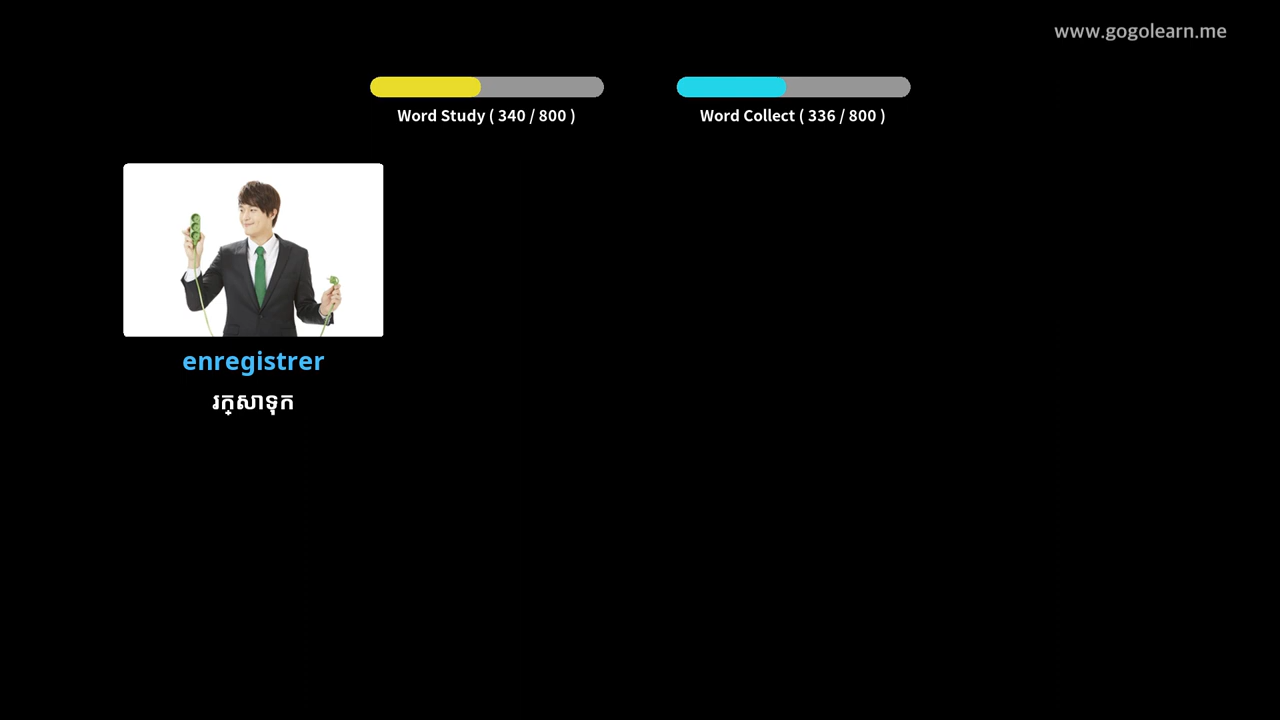 www.gogolearn.me
Word Study ( 340 / 800 )
Word Collect ( 336 / 800 )
enregistrer
រក្សាទុក